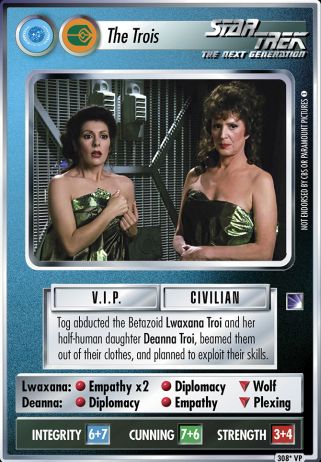 The Trois
STAR TREK
THE NEXT GENERATION
NOT ENDORSED BY CBS OR PARAMOUNT PICTURES
V.I.P.
CIVILIAN
Tog abducted the Betazoid Lwaxana Troi and her
half-human daughter Deanna Troi, beamed them
out of their clothes, and planned to exploit their skills.
Lwaxana: Empathy x2 Diplomacy Wolf
Deanna: Diplomacy Empathy Plexing
INTEGRITY 6+7 CUNNING 7+6 STRENGTH 3+4
308* VP